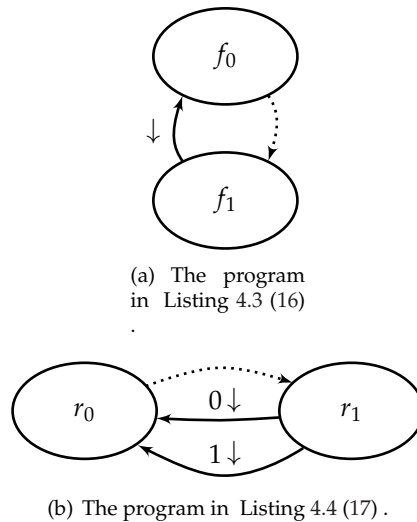 f₀
↓
f₁
(a) The program
in Listing 4.3 (16)
.
r₀
0 ↓
r₁
1 ↓
(b) The program in Listing 4.4 (17) .